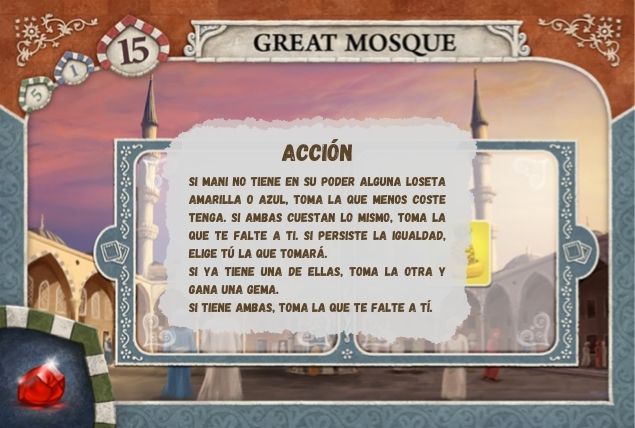 15
GREAT MOSQUE
1
5
ACCIÓN
SI MANI NO TIENE EN SU PODER ALGUNA LOSETA
AMARILLA O AZUL, TOMA LA QUE MENOS COSTE
TENGA. SI AMBAS CUESTAN LO MISMO, TOMA LA
QUE TE FALTE A TI. SI PERSISTE LA IGUALDAD,
ELIGE TÚ LA QUE TOMARÁ.
SI YA TIENE UNA DE ELLAS, TOMA LA OTRA Y
GANA UNA GEMA.
SI TIENE AMBAS, TOMA LA QUE TE FALTE A TÍ.